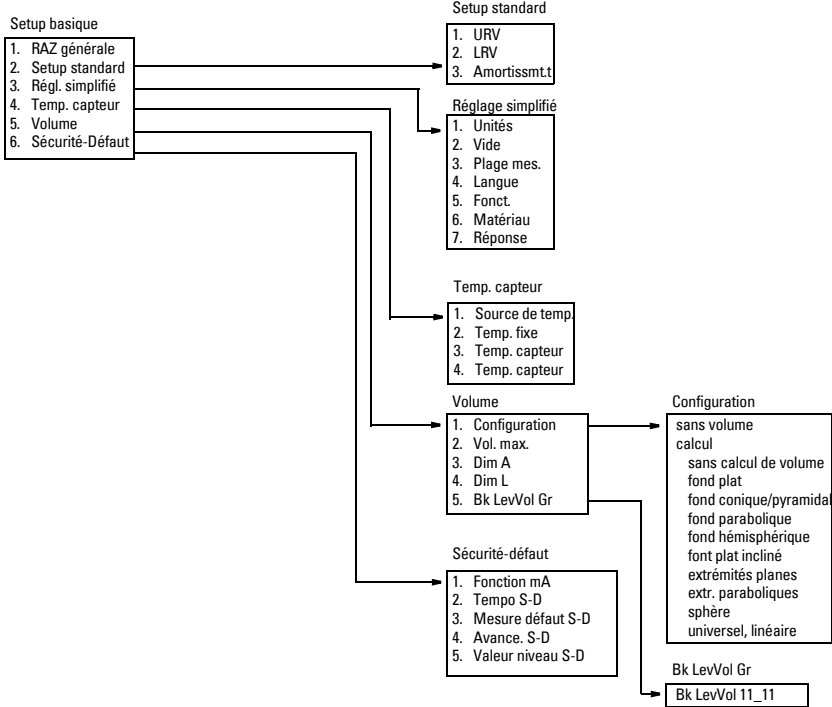 Setup basique
1. RAZ générale
2. Setup standard
3. Régl. simplifié
4. Temp. capteur
5. Volume
6. Sécurité-Défaut
Setup standard
1. URV
2. LRV
3. Amortissmt.t
Réglage simplifié
1. Unités
2. Vide
3. Plage mes.
4. Langue
5. Fonct.
6. Matériau
7. Réponse
Temp. capteur
1. Source de temp.
2. Temp. fixe
3. Temp. capteur
4. Temp. capteur
Volume
1. Configuration
2. Vol. max.
3. Dim A
4. Dim L
5. Bk LevVol Gr
Configuration
sans volume
calcul
sans calcul de volume
fond plat
fond conique/pyramidal
fond parabolique
fond hémisphérique
font plat incliné
extrémités planes
extr. paraboliques
sphère
universel, linéaire
Sécurité-défaut
1. Fonction mA
2. Tempo S-D
3. Mesure défaut S-D
4. Avance. S-D
5. Valeur niveau S-D
Bk LevVol Gr
Bk LevVol 11_11